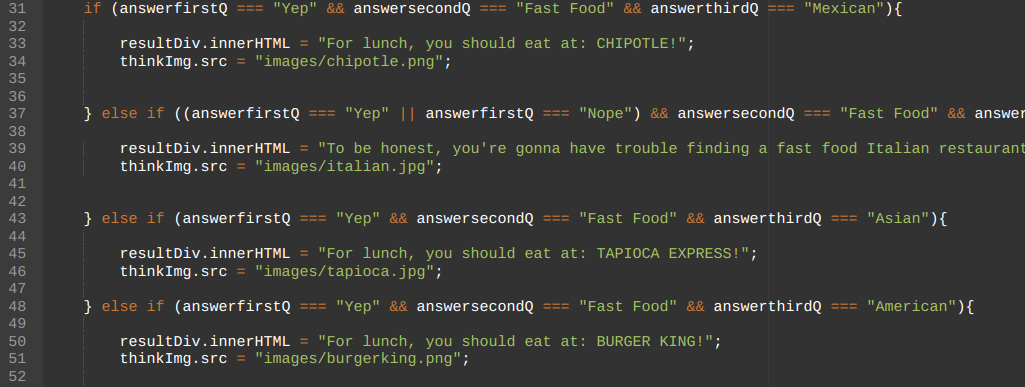 31 if (answerfirstQ === "Yep" && answersecondQ === "Fast Food" && answerthirdQ === "Mexican"){
32
33 resultDiv.innerHTML = "For lunch, you should eat at: CHIPOTLE!";
34 thinkImg.src = "images/chipotle.png";
35
36
37 } else if ((answerfirstQ === "Yep" || answerfirstQ === "Nope") && answersecondQ === "Fast Food" && answer
38
39 resultDiv.innerHTML = "To be honest, you're gonna have trouble finding a fast food Italian restaurant
40 thinkImg.src = "images/italian.jpg";
41
42
43 } else if (answerfirstQ === "Yep" && answersecondQ === "Fast Food" && answerthirdQ === "Asian"){
44
45 resultDiv.innerHTML = "For lunch, you should eat at: TAPIOCA EXPRESS!";
46 thinkImg.src = "images/tapioca.jpg";
47
48 } else if (answerfirstQ === "Yep" && answersecondQ === "Fast Food" && answerthirdQ === "American"){
49
50 resultDiv.innerHTML = "For lunch, you should eat at: BURGER KING!";
51 thinkImg.src = "images/burgerking.png";
52